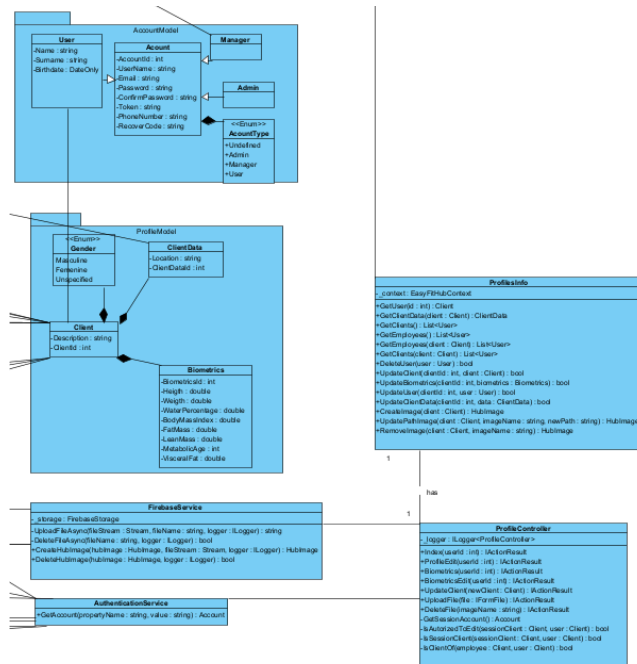 AccountModel
User
-Name : string
-Surname : string
-Birthdate : DateOnly
Acount
-AccountId : int
-UserName : string
-Email : string
-Password : string
-ConfirmPassword : string
-Token : string
-PhoneNumber : string
-RecoverCode : string
Manager
Admin
<<Enum>>
AcountType
+Undefined
+Admin
+Manager
+User
ProfileModel
<<Enum>>
Gender
Masculine
Femenine
Unspecified
ClientData
-Location : string
-ClientDataId : int
Client
-Description : string
-ClientId : int
Biometrics
-BiometricsId : int
-Heigth : double
-Weigth : double
-WaterPercentage : double
-BodyMassIndex : double
-FatMass : double
-LeanMass : double
-MetabolicAge : int
-VisceralFat : double
ProfilesInfo
-_context : EasyFitHubContext
+GetUser(id : int) : Client
+GetClientData(client : Client) : ClientData
+GetClients() : List<User>
+GetEmployees() : List<User>
+GetEmployees(client : Client) : List<User>
+GetClients(client : Client) : List<User>
+DeleteUser(user : User) : bool
+UpdateClient(clientId : int, client : Client) : bool
+UpdateBiometrics(clientId : int, biometrics : Biometrics) : bool
+UpdateUser(clientId : int, user : User) : bool
+UpdateClientData(clientId : int, data : ClientData) : bool
+CreateImage(client : Client) : HubImage
+UpdatePathImage(client : Client, imageName : string, newPath : string) : HubImage
+RemoveImage(client : Client, imageName : string) : HubImage
1
has
1
FirebaseService
-_storage : FirebaseStorage
-UploadFileAsync(fileStream : Stream, fileName : string, logger : ILogger) : string
-DeleteFileAsync(fileName : string, logger : ILogger) : bool
+CreateHubImage(hubImage : HubImage, fileStream : Stream, logger : ILogger) : HubImage
+DeleteHubImage(hubImage : HubImage, logger : ILogger) : bool
AuthenticationService
+GetAccount(propertyName : string, value : string) : Account
ProfileController
-_logger : ILogger<ProfileController>
+Index(userId : int) : IActionResult
+ProfileEdit(userId : int) : IActionResult
+Biometrics(userId : int) : IActionResult
+BiometricsEdit(userId : int) : IActionResult
+UpdateClient(newClient : Client) : IActionResult
+UploadFile(file : IFormFile) : IActionResult
+DeleteFile(imageName : string) : IActionResult
-GetSessionAccount() : Account
-IsAutorizedToEdit(sessionClient : Client, user : Client) : bool
-IsSessionClient(sessionClient : Client, user : Client) : bool
-IsClientOf(employee : Client, user : Client) : bool